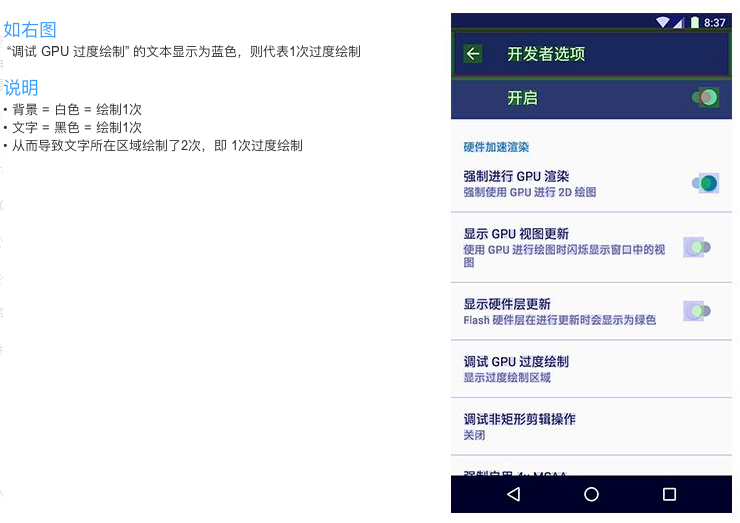 如右图
“调试 GPU 过度绘制” 的文本显示为蓝色，则代表1次过度绘制
说明
• 背景 = 白色 = 绘制1次
• 文字 = 黑色 = 绘制1次
• 从而导致文字所在区域绘制了2次，即 1次过度绘制
8:37
开发者选项
开启
硬件加速渲染
强制进行 GPU 渲染
强制使用 GPU 进行 2D 绘图
显示 GPU 视图更新
使用 GPU 进行绘图时闪烁显示窗口中的视
图
显示硬件层更新
Flash 硬件层在进行更新时会显示为绿色
调试 GPU 过度绘制
显示过度绘制区域
调试非矩形剪辑操作
关闭
强制启用 4x MSAA